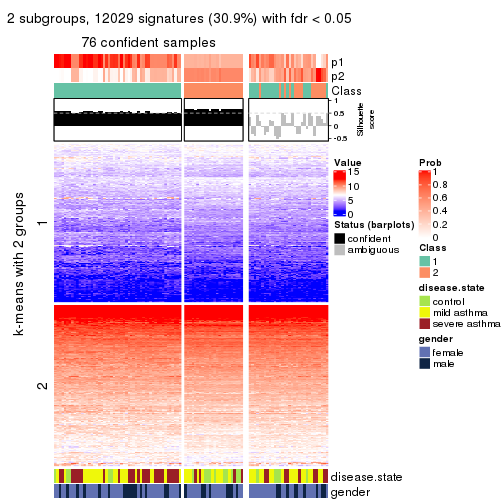 2 subgroups, 12029 signatures (30.9%) with fdr < 0.05
76 confident samples
p1
p2
Class
1
0.5
0
-0.5
Silhouette
score
k-means with 2 groups
1
2
disease.state
gender
Value
15
10
5
0
Status (barplots)
confident
ambiguous
Prob
1
0.8
0.6
0.4
0.2
0
Class
1
2
disease.state
control
mild asthma
severe asthma
gender
female
male